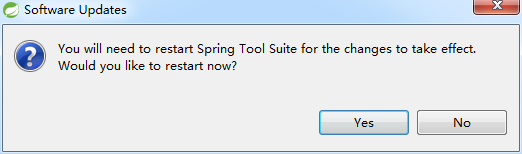 Software Updates
You will need to restart Spring Tool Suite for the changes to take effect.
Would you like to restart now?
Yes
No